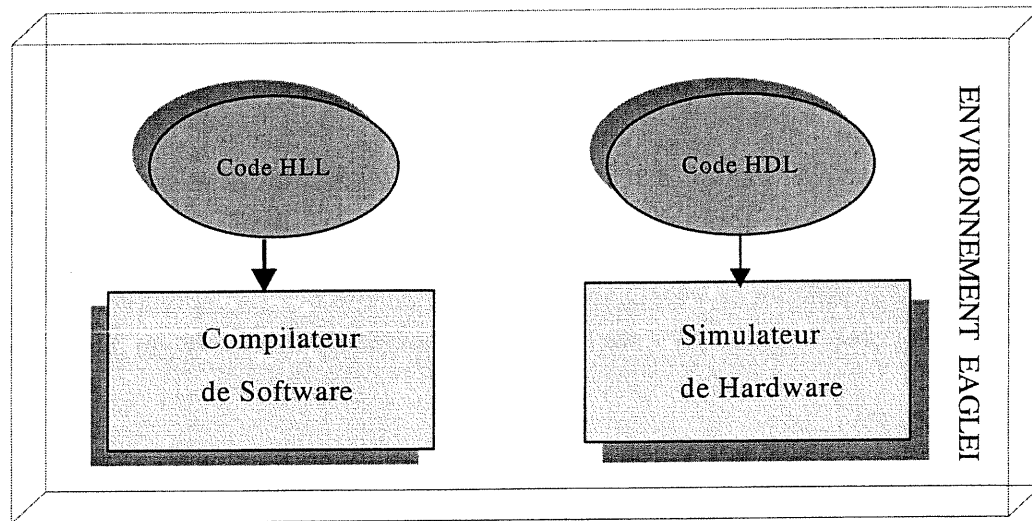 Code HLL
Code HDL
Compilateur
de Software
Simulateur
de Hardware
ENVIRONNEMENT EAGLEI